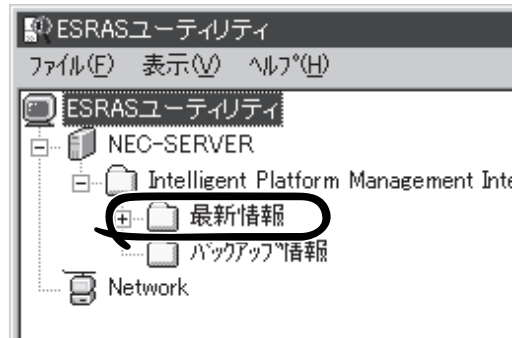 ESRASユーティリティ
ファイル(F) 表示(V) ヘルプ(H)
ESRASユーティリティ
NEC-SERVER
Intelligent Platform Management Inte
最新情報
バックアップ情報
Network